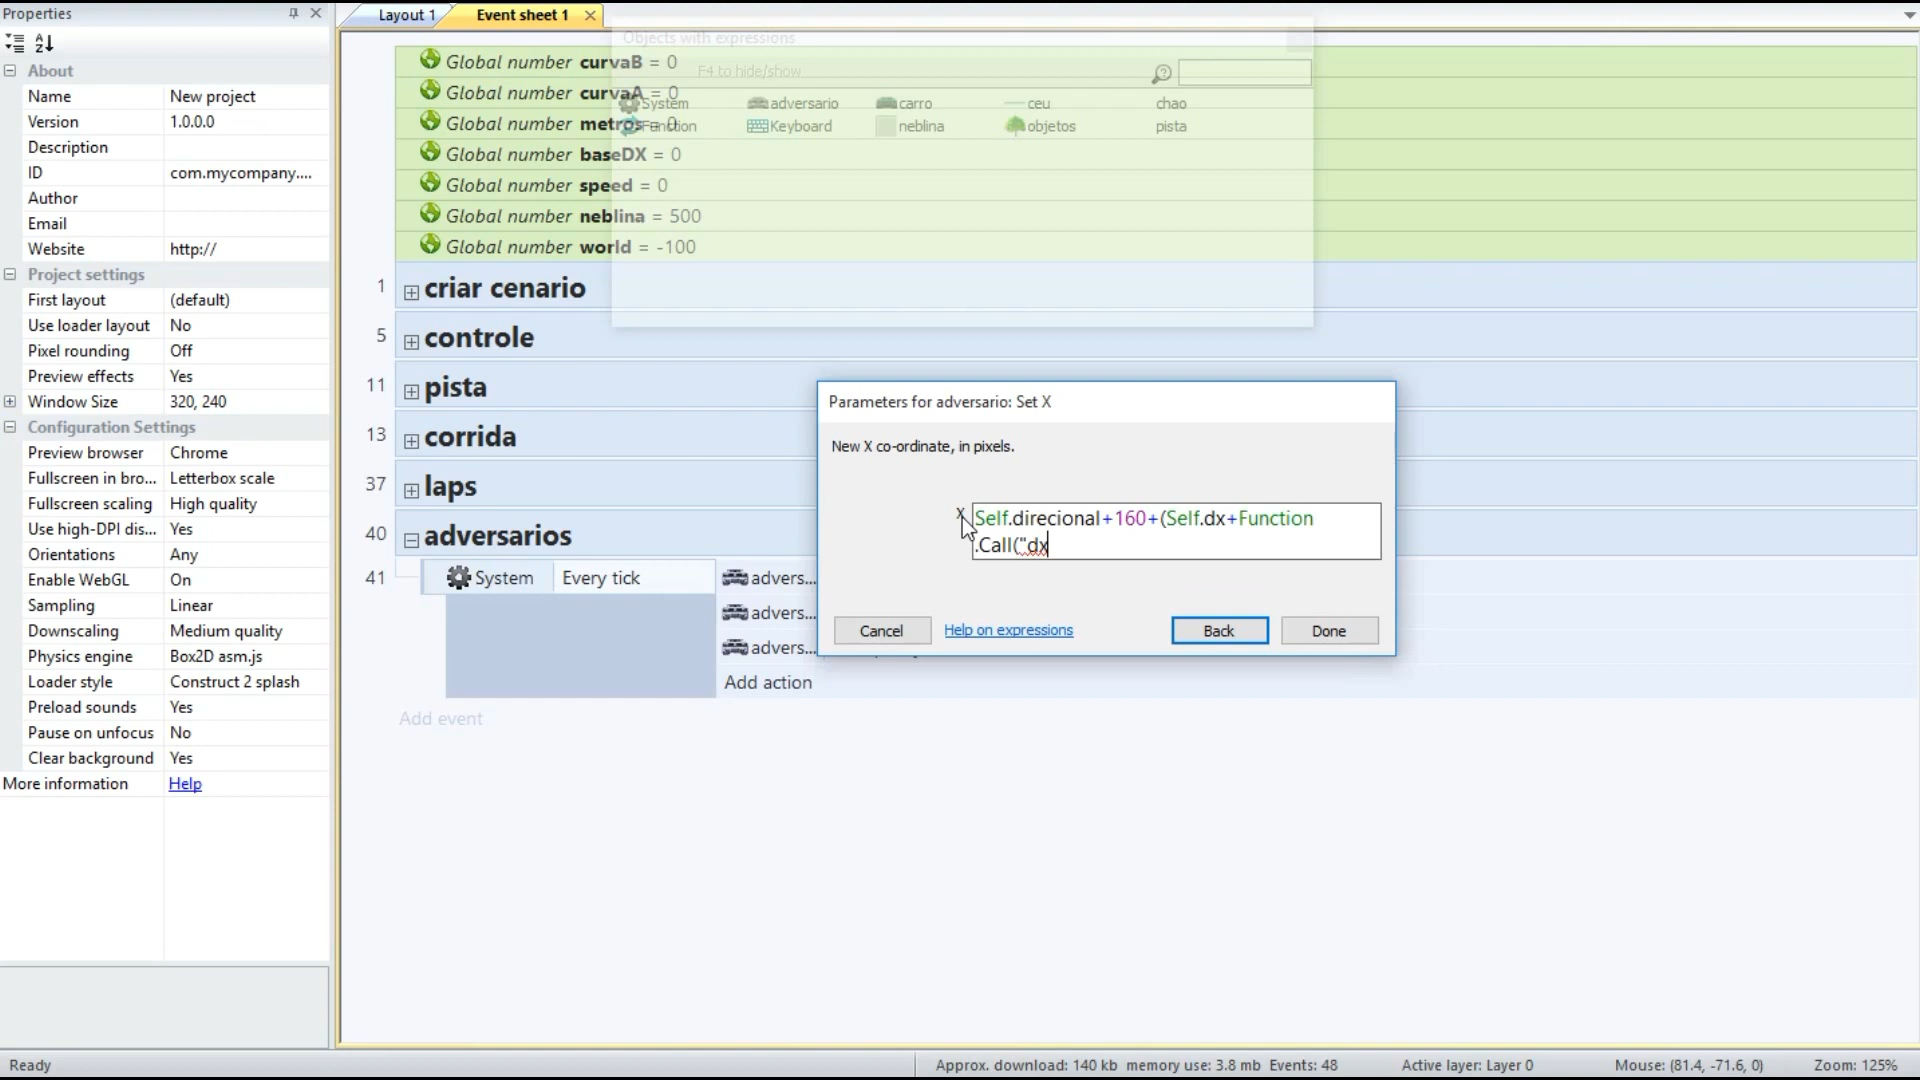 Properties
Layout 1
Event sheet 1
Objects with expressions
About
Name New project
Version 1.0.0.0
Description
ID com.mycompany....
Author
Email
Website http://
Project settings
First layout (default)
Use loader layout No
Pixel rounding Off
Preview effects Yes
Window Size 320, 240
Configuration Settings
Preview browser Chrome
Fullscreen in bro... Letterbox scale
Fullscreen scaling High quality
Use high-DPI dis... Yes
Orientations Any
Enable WebGL On
Sampling Linear
Downscaling Medium quality
Physics engine Box2D asm.js
Loader style Construct 2 splash
Preload sounds Yes
Pause on unfocus No
Clear background Yes
More information Help
Global number curvaB = 0
Global number curvaA = 0
Global number metros = 0
Global number baseDX = 0
Global number speed = 0
Global number neblina = 500
Global number world = -100
F4 to hide/show
System adversario carro ceu chao
Function Keyboard neblina objetos pista
1 criar cenario
5 controle
11 pista
13 corrida
37 laps
40 adversarios
41 System Every tick
advers...
advers...
advers...
Add action
Add event
Parameters for adversario: Set X
New X co-ordinate, in pixels.
X Self.direcional+160+(Self.dx+Function
.Call("dx
Cancel Help on expressions Back Done
Ready Approx. download: 140 kb memory use: 3.8 mb Events: 48 Active layer: Layer 0 Mouse: (81.4, -71.6, 0) Zoom: 125%